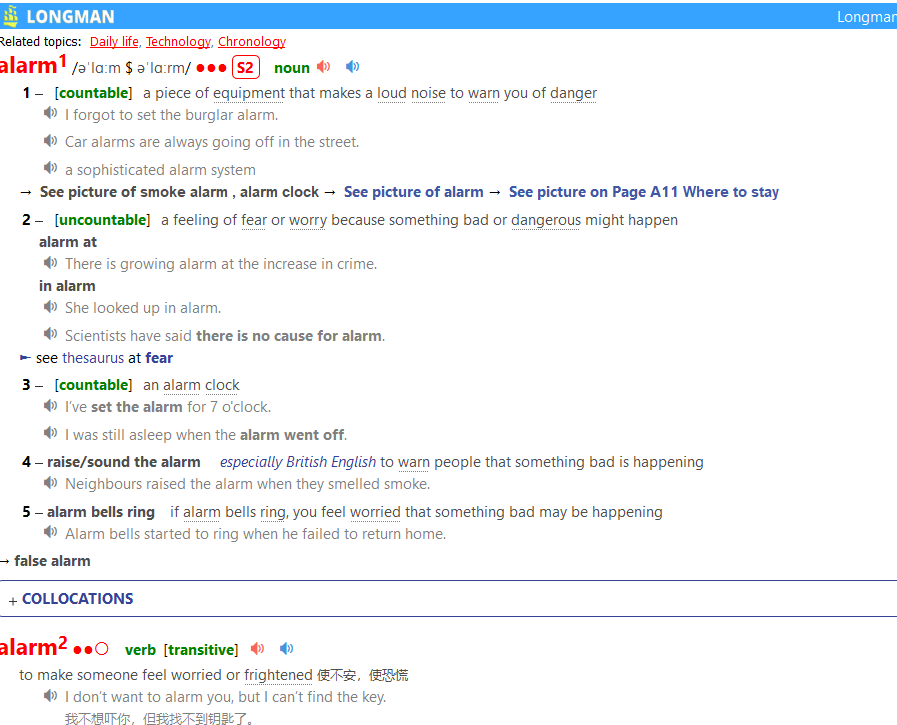 LONGMAN Longman
Related topics: Daily life, Technology, Chronology
alarm1 /əˈlɑːm $ əˈlɑːrm/ ●●● S2 noun
1 – [countable] a piece of equipment that makes a loud noise to warn you of danger
I forgot to set the burglar alarm.
Car alarms are always going off in the street.
a sophisticated alarm system
→ See picture of smoke alarm , alarm clock → See picture of alarm → See picture on Page A11 Where to stay
2 – [uncountable] a feeling of fear or worry because something bad or dangerous might happen
alarm at
There is growing alarm at the increase in crime.
in alarm
She looked up in alarm.
Scientists have said there is no cause for alarm.
► see thesaurus at fear
3 – [countable] an alarm clock
I've set the alarm for 7 o'clock.
I was still asleep when the alarm went off.
4 – raise/sound the alarm especially British English to warn people that something bad is happening
Neighbours raised the alarm when they smelled smoke.
5 – alarm bells ring if alarm bells ring, you feel worried that something bad may be happening
Alarm bells started to ring when he failed to return home.
→ false alarm
+ COLLOCATIONS
alarm2 ●●○ verb [transitive]
to make someone feel worried or frightened 使不安，使恐慌
I don't want to alarm you, but I can't find the key.
我不想吓你，但我找不到钥匙了。